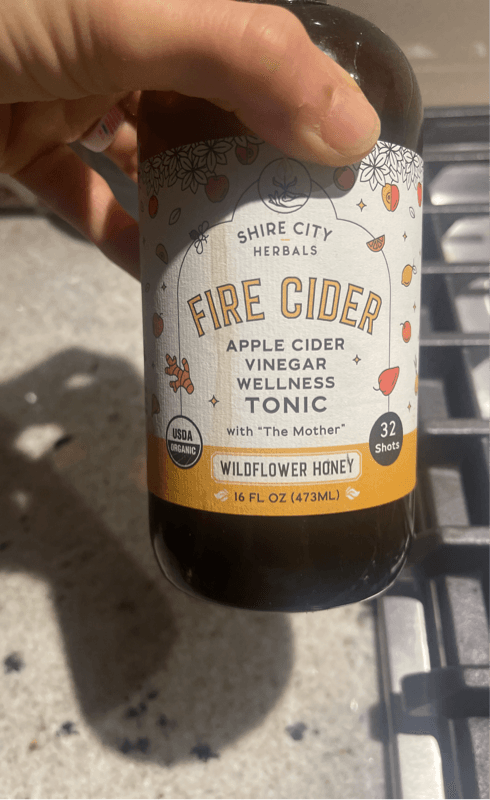 SHIRE CITY
HERBALS
FIRE CIDER
APPLE CIDER
VINEGAR
WELLNESS
TONIC
with "The Mother"
USDA
ORGANIC
32
Shots
WILDFLOWER HONEY
16 FL OZ (473ML)